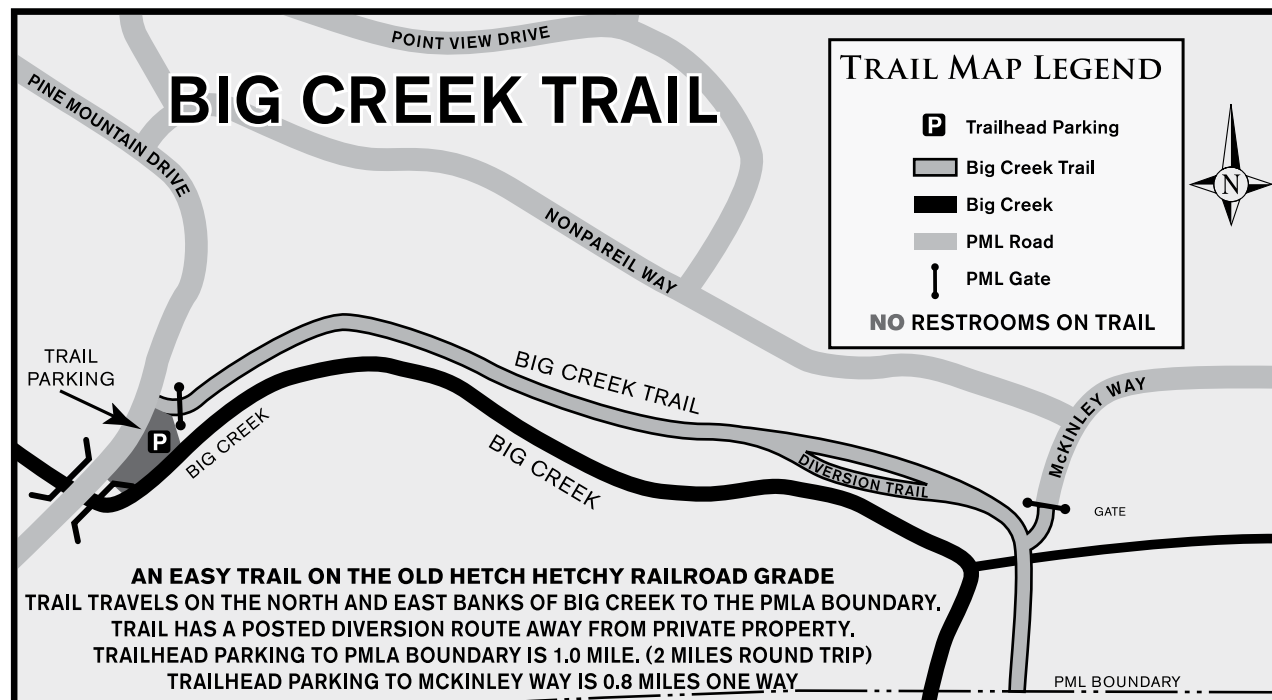 POINT VIEW DRIVE
BIG CREEK TRAIL
PINE MOUNTAIN DRIVE
NONPAREIL WAY
TRAIL MAP LEGEND
P Trailhead Parking
Big Creek Trail
Big Creek
PML Road
PML Gate
NO RESTROOMS ON TRAIL
N
TRAIL
PARKING
P
BIG CREEK
BIG CREEK TRAIL
BIG CREEK
DIVERSION TRAIL
McKINLEY WAY
GATE
AN EASY TRAIL ON THE OLD HETCH HETCHY RAILROAD GRADE
TRAIL TRAVELS ON THE NORTH AND EAST BANKS OF BIG CREEK TO THE PMLA BOUNDARY.
TRAIL HAS A POSTED DIVERSION ROUTE AWAY FROM PRIVATE PROPERTY.
TRAILHEAD PARKING TO PMLA BOUNDARY IS 1.0 MILE. (2 MILES ROUND TRIP)
TRAILHEAD PARKING TO MCKINLEY WAY IS 0.8 MILES ONE WAY
PML BOUNDARY